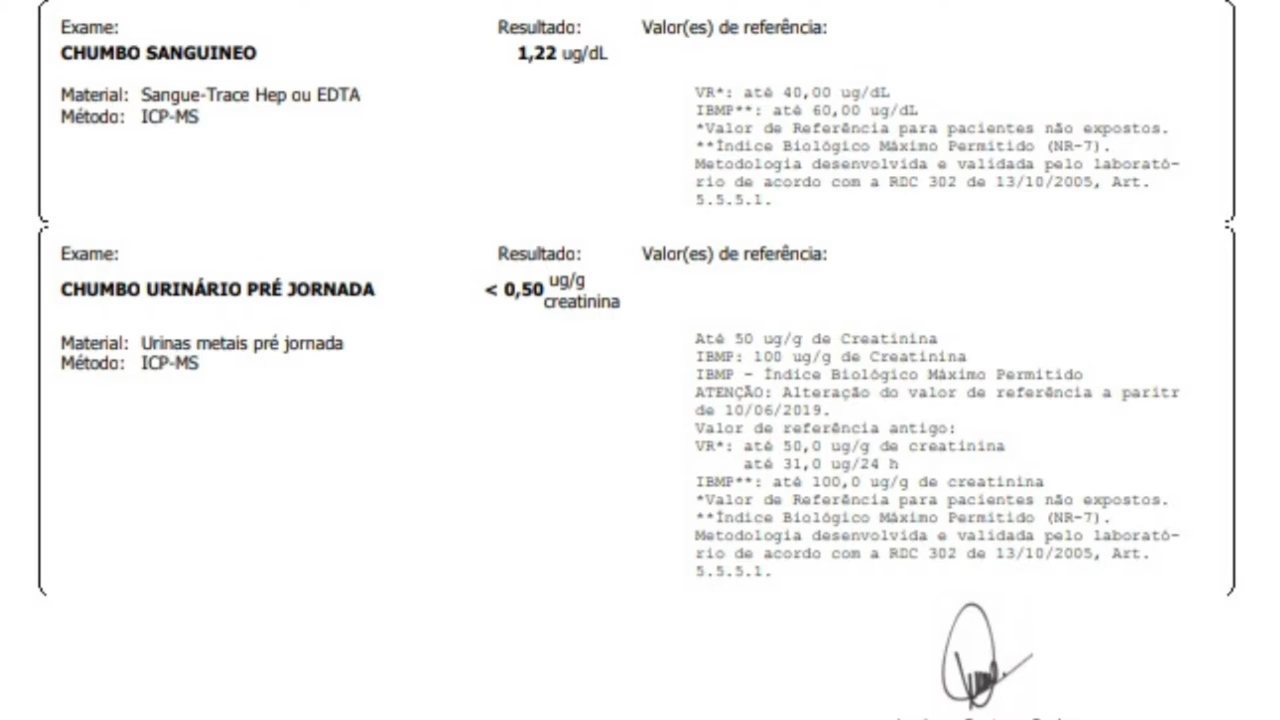 Exame: Resultado: Valor(es) de referência:
CHUMBO SANGUINEO 1,22 ug/dL
Material: Sangue-Trace Hep ou EDTA
Método: ICP-MS
VR*: até 40,00 ug/dL
IBMP**: até 60,00 ug/dL
*Valor de Referência para pacientes não expostos.
**Índice Biológico Máximo Permitido (NR-7).
Metodologia desenvolvida e validada pelo laborató-
rio de acordo com a RDC 302 de 13/10/2005, Art.
5.5.5.1.
Exame: Resultado: Valor(es) de referência:
CHUMBO URINÁRIO PRÉ JORNADA < 0,50 ug/g
creatinina
Material: Urinas metais pré jornada
Método: ICP-MS
Até 50 ug/g de Creatinina
IBMP: 100 ug/g de Creatinina
IBMP - Índice Biológico Máximo Permitido
ATENÇÃO: Alteração do valor de referência a paritr
de 10/06/2019.
Valor de referência antigo:
VR*: até 50,0 ug/g de creatinina
até 31,0 ug/24 h
IBMP**: até 100,0 ug/g de creatinina
*Valor de Referência para pacientes não expostos.
**Índice Biológico Máximo Permitido (NR-7).
Metodologia desenvolvida e validada pelo laborató-
rio de acordo com a RDC 302 de 13/10/2005, Art.
5.5.5.1.